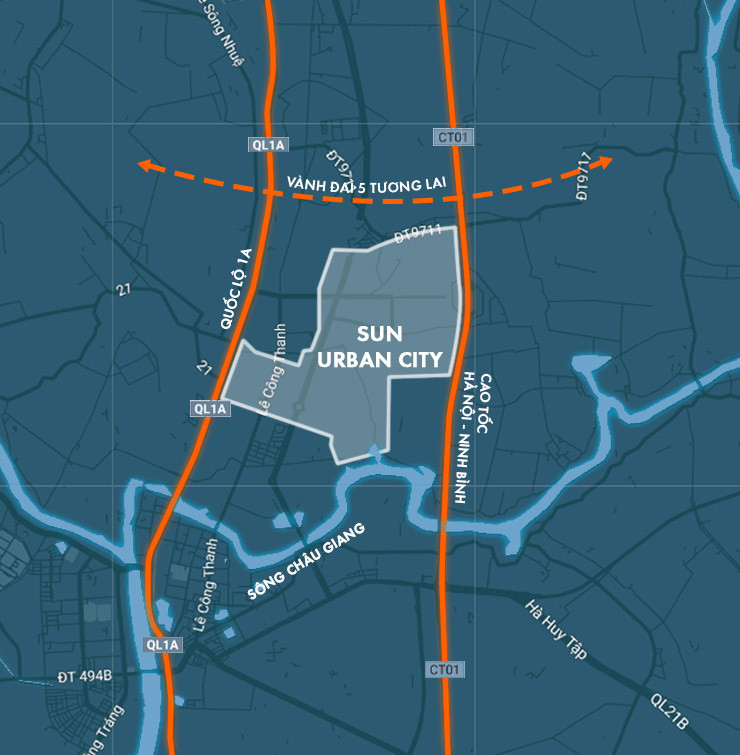 Sông Nhuệ
CT01
QL1A
ĐT971
ĐT9717
VÀNH ĐAI 5 TƯƠNG LAI
ĐT9711
QUỐC LỘ 1A
21
SUN
URBAN CITY
Lê Công Thanh
21
CAO TỐC
HÀ NỘI - NINH BÌNH
QL1A
SÔNG CHÂU GIANG
Lê Công Thanh
Hà Huy Tập
QL1A
CT01
ĐT 494B
QL21B
Tráng